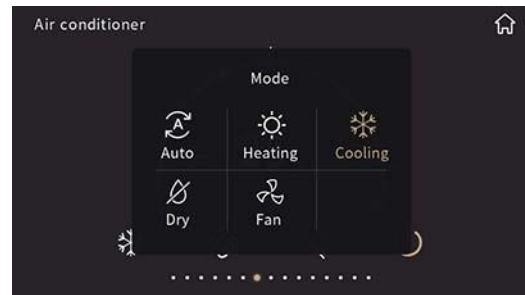 Air conditioner
Mode
Auto
Heating
Cooling
Dry
Fan